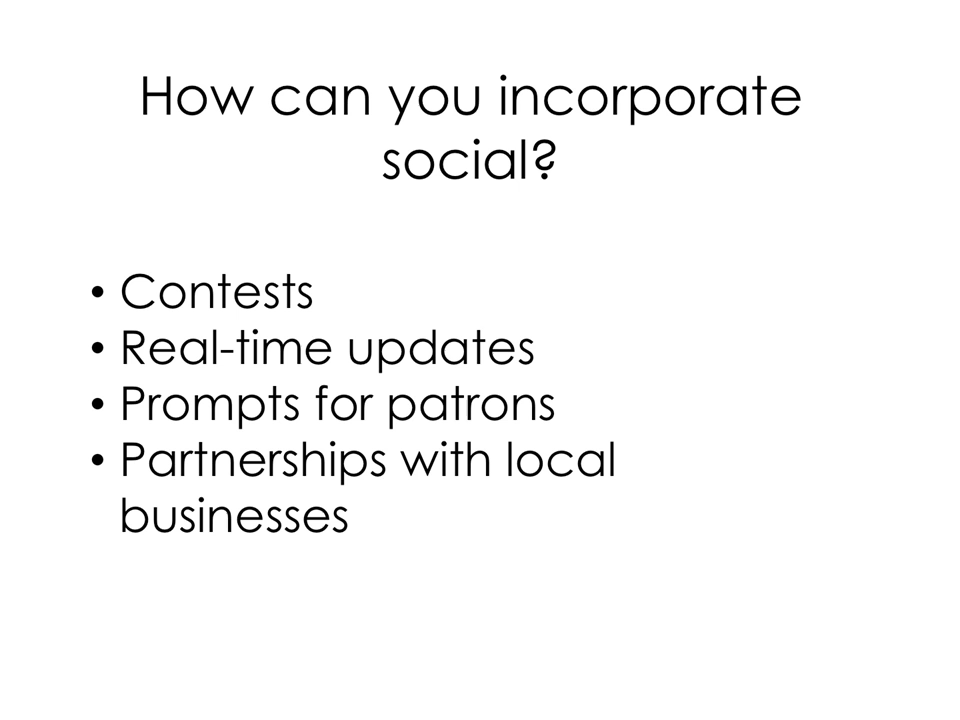 How can you incorporate
social?
• Contests
• Real-time updates
• Prompts for patrons
• Partnerships with local
businesses